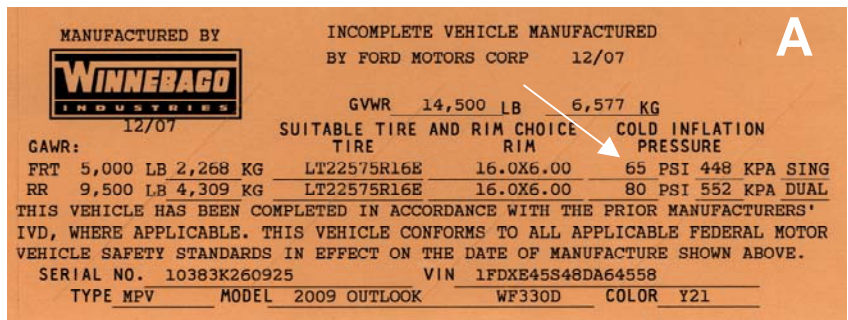 MANUFACTURED BY
WINNEBAGO
INDUSTRIES
12/07
INCOMPLETE VEHICLE MANUFACTURED
BY FORD MOTORS CORP 12/07
A
GVWR 14,500 LB 6,577 KG
SUITABLE TIRE AND RIM CHOICE COLD INFLATION
GAWR: TIRE RIM PRESSURE
FRT 5,000 LB 2,268 KG LT22575R16E 16.0X6.00 65 PSI 448 KPA SING
RR 9,500 LB 4,309 KG LT22575R16E 16.0X6.00 80 PSI 552 KPA DUAL
THIS VEHICLE HAS BEEN COMPLETED IN ACCORDANCE WITH THE PRIOR MANUFACTURERS'
IVD, WHERE APPLICABLE. THIS VEHICLE CONFORMS TO ALL APPLICABLE FEDERAL MOTOR
VEHICLE SAFETY STANDARDS IN EFFECT ON THE DATE OF MANUFACTURE SHOWN ABOVE.
SERIAL NO. 10383K260925 VIN 1FDXE45S48DA64558
TYPE MPV MODEL 2009 OUTLOOK WF330D COLOR Y21